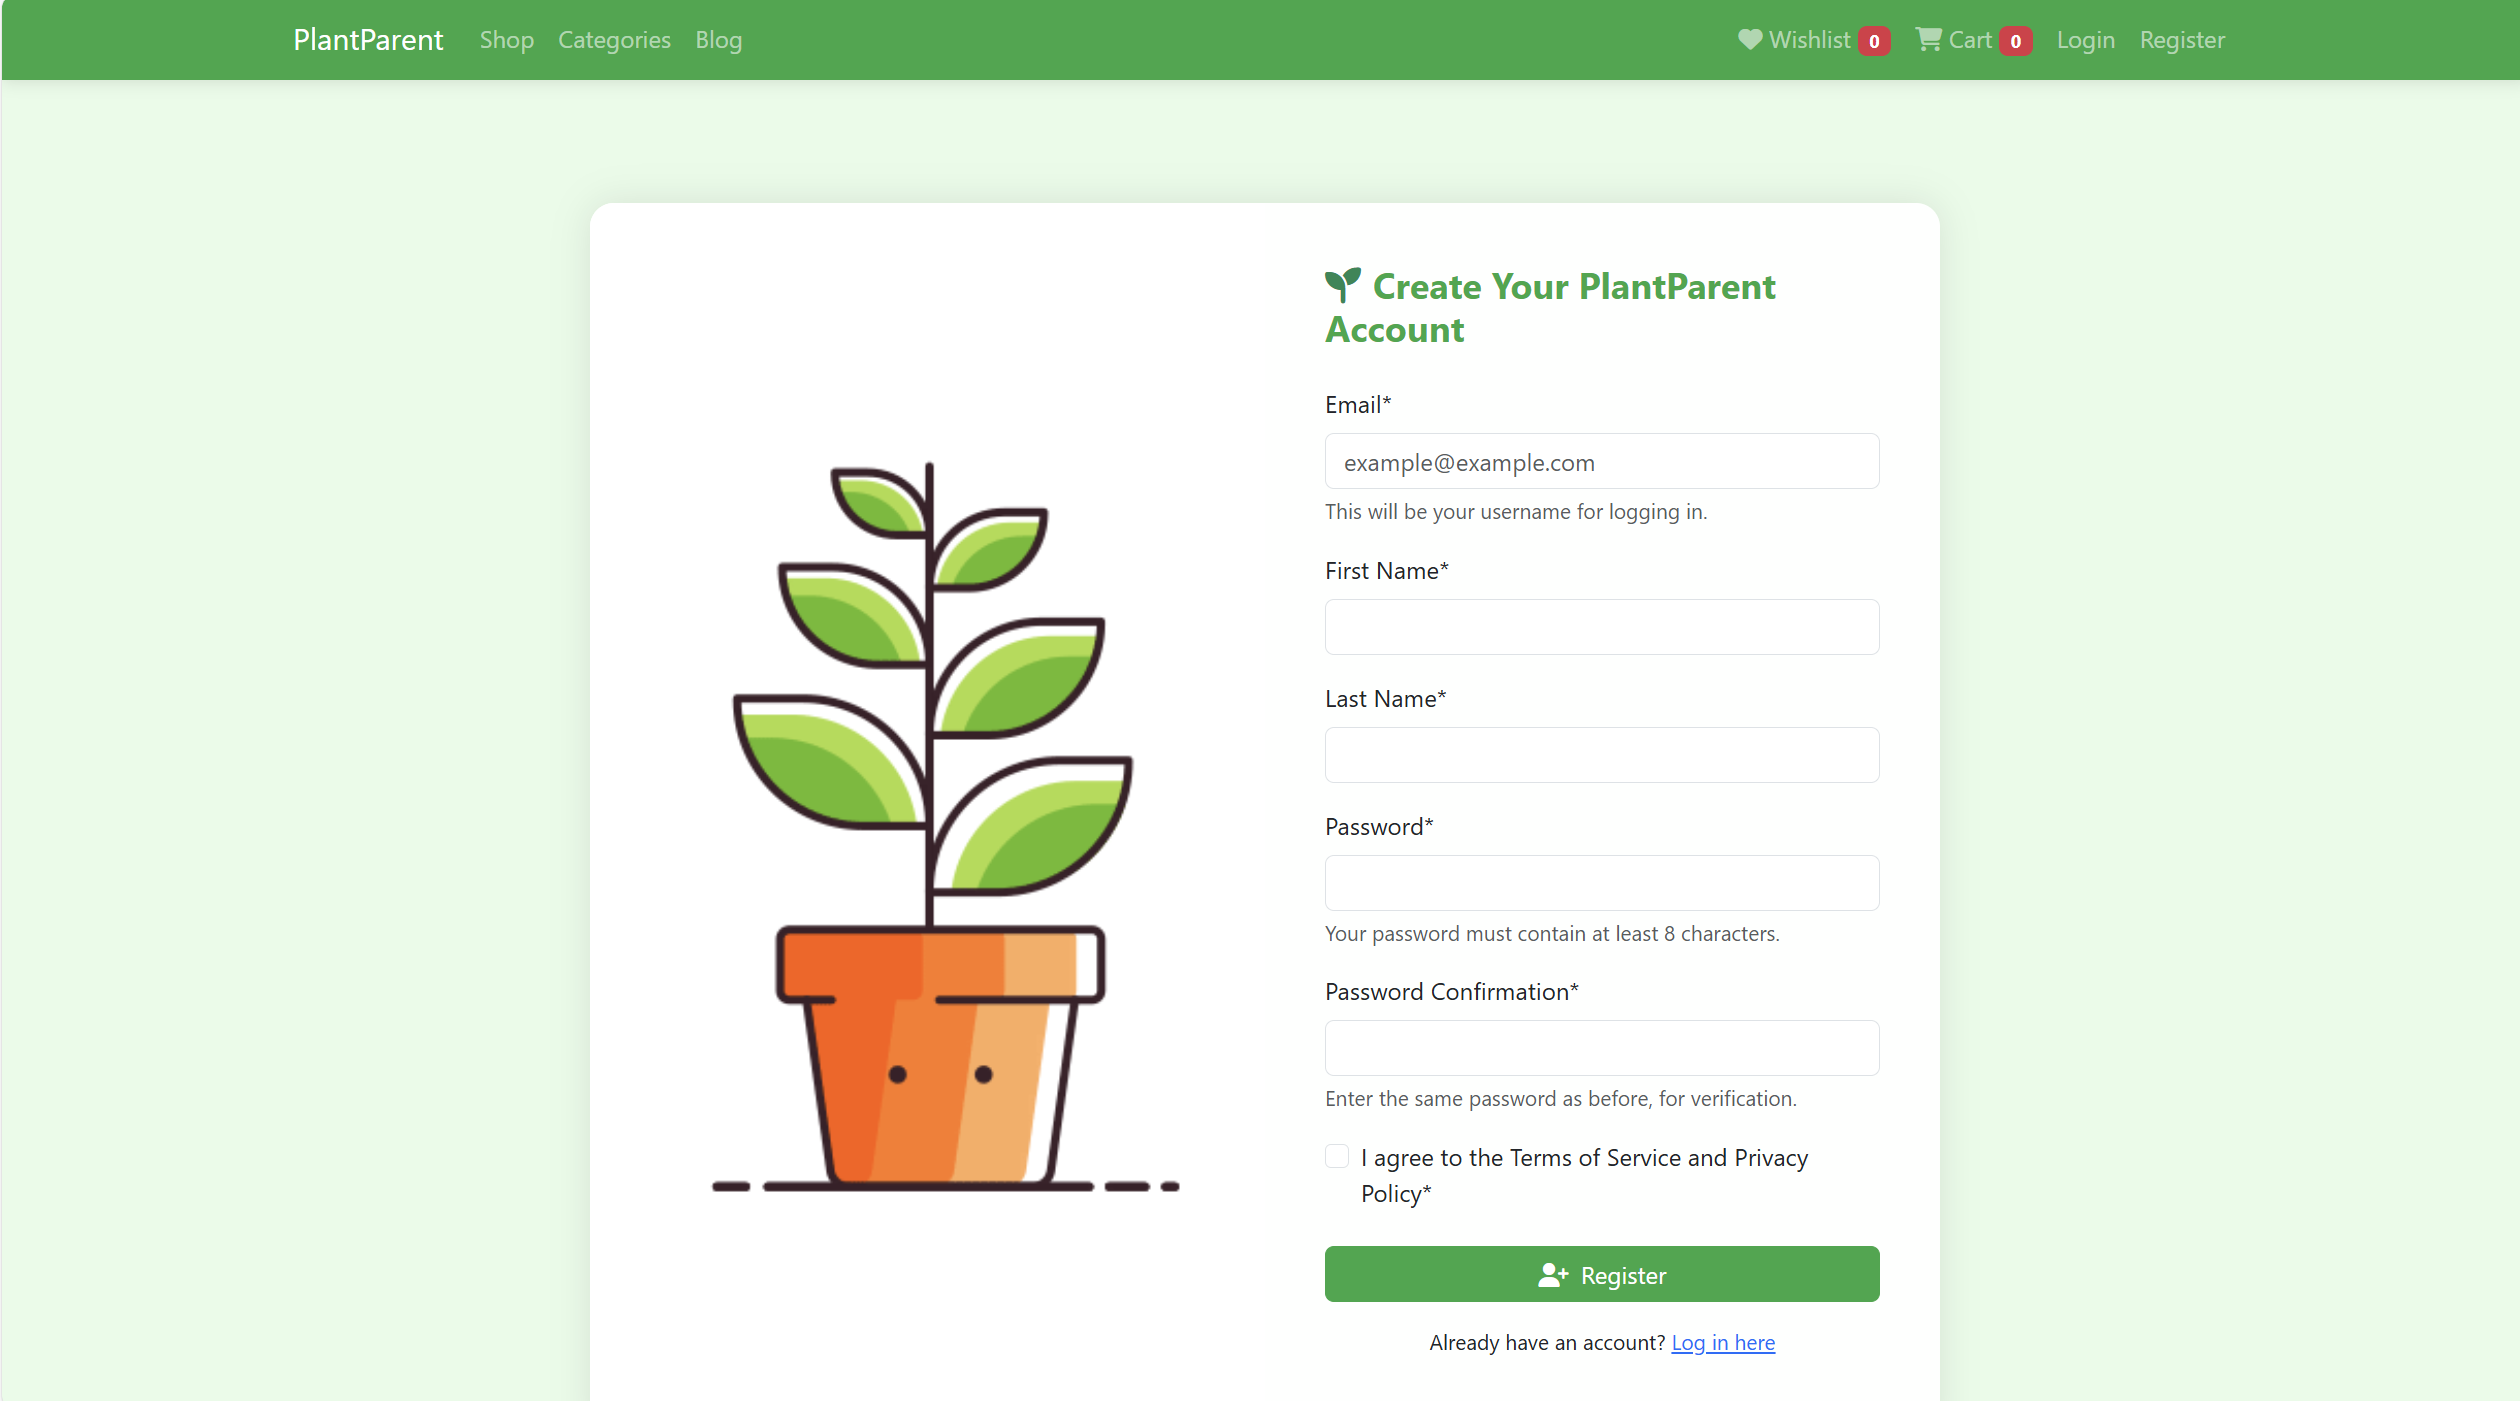 PlantParent Shop Categories Blog Wishlist 0 Cart 0 Login Register
Create Your PlantParent
Account
Email*
example@example.com
This will be your username for logging in.
First Name*
Last Name*
Password*
Your password must contain at least 8 characters.
Password Confirmation*
Enter the same password as before, for verification.
I agree to the Terms of Service and Privacy
Policy*
Register
Already have an account? Log in here